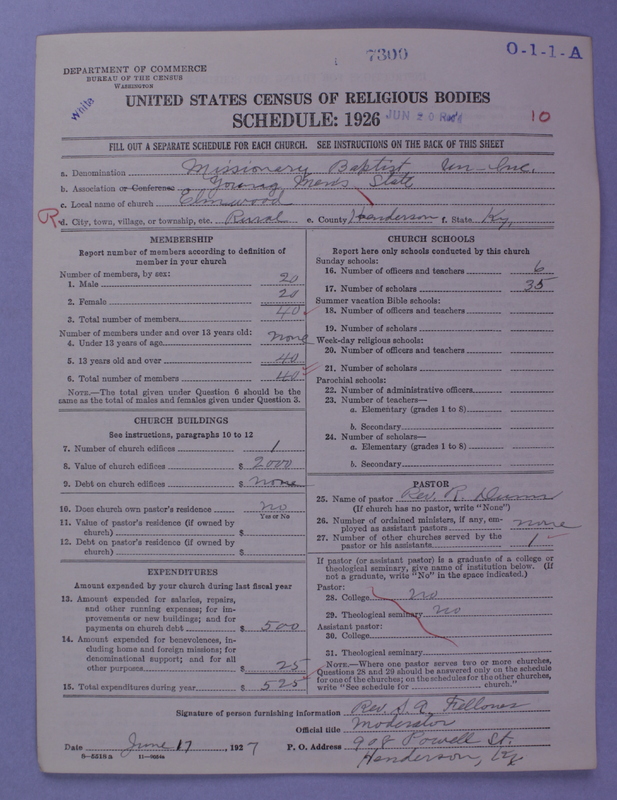 7300
O-1-1-A
DEPARTMENT OF COMMERCE
BUREAU OF THE CENSUS
WASHINGTON
White
UNITED STATES CENSUS OF RELIGIOUS BODIES
SCHEDULE: 1926
JUN 20 Rec'd
10
FILL OUT A SEPARATE SCHEDULE FOR EACH CHURCH. SEE INSTRUCTIONS ON THE BACK OF THIS SHEET
a. Denomination Missionary Baptist Un-Inc.
b. Association or Conference Young Mens State
c. Local name of church Elmwood
R d. City, town, village, or township, etc. Rural e. County Henderson f. State Ky,
MEMBERSHIP
Report number of members according to definition of
member in your church
Number of members, by sex:
1. Male 20
2. Female 20
3. Total number of members 40
Number of members under and over 13 years old:
4. Under 13 years of age none
5. 13 years old and over 40
6. Total number of members 40
NOTE.—The total given under Question 6 should be the
same as the total of males and females given under Question 3.
CHURCH BUILDINGS
See instructions, paragraphs 10 to 12
7. Number of church edifices 1
8. Value of church edifices $ 2000
9. Debt on church edifices $ none
10. Does church own pastor's residence no
Yes or No
11. Value of pastor's residence (if owned by
church) $
12. Debt on pastor's residence (if owned by
church) $
EXPENDITURES
Amount expended by your church during last fiscal year
13. Amount expended for salaries, repairs,
and other running expenses; for im-
provements or new buildings; and for
payments on church debt $ 500
14. Amount expended for benevolences, in-
cluding home and foreign missions; for
denominational support; and for all
other purposes $ 25
15. Total expenditures during year $ 525
CHURCH SCHOOLS
Report here only schools conducted by this church
Sunday schools:
16. Number of officers and teachers 6
17. Number of scholars 35
Summer vacation Bible schools:
18. Number of officers and teachers
19. Number of scholars
Week-day religious schools:
20. Number of officers and teachers
21. Number of scholars
Parochial schools:
22. Number of administrative officers
23. Number of teachers—
a. Elementary (grades 1 to 8)
b. Secondary
24. Number of scholars—
a. Elementary (grades 1 to 8)
b. Secondary
PASTOR
25. Name of pastor Rev. R. Dunn
(If church has no pastor, write "None")
26. Number of ordained ministers, if any, em-
ployed as assistant pastors none
27. Number of other churches served by the
pastor or his assistants 1
If pastor (or assistant pastor) is a graduate of a college or
theological seminary, give name of institution below. (If
not a graduate, write "No" in the space indicated.)
Pastor:
28. College no
29. Theological seminary no
Assistant pastor:
30. College
31. Theological seminary
NOTE.—Where one pastor serves two or more churches,
Questions 28 and 29 should be answered only on the schedule
for one of the churches; on the schedules for the other churches,
write "See schedule for church."
Signature of person furnishing information Rev. S. A. Fellows
Official title Moderator
Date June 17, 1927 P. O. Address 908 Powell St.
8-5518a Henderson, Ky.